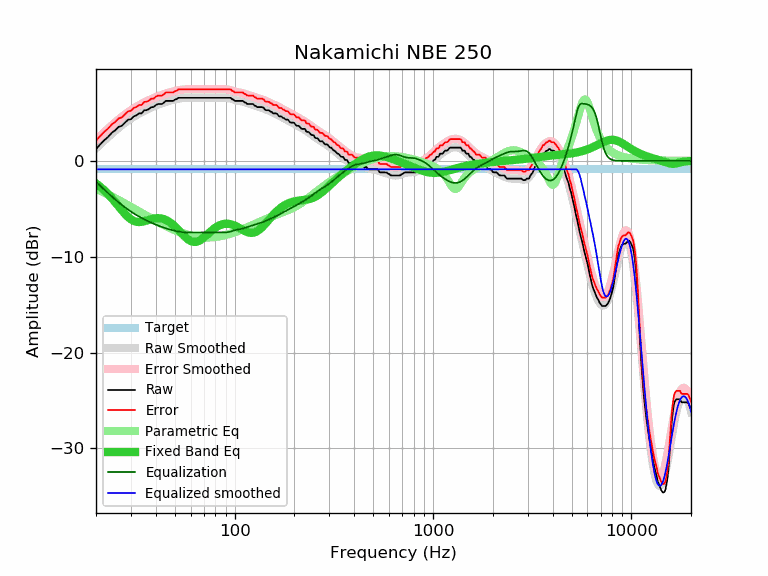 Nakamichi NBE 250
Amplitude (dBr)
0
−10
−20
−30
Target
Raw Smoothed
Error Smoothed
Raw
Error
Parametric Eq
Fixed Band Eq
Equalization
Equalized smoothed
100
1000
10000
Frequency (Hz)